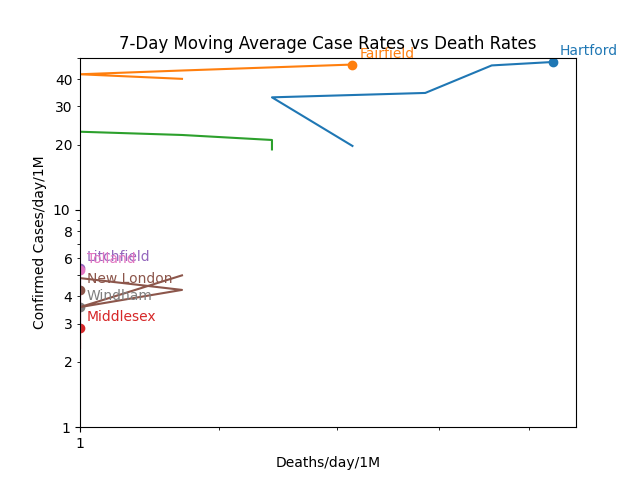 7-Day Moving Average Case Rates vs Death Rates
Hartford
Fairfield
40
30
20
10
8
6
4
3
2
1
Confirmed Cases/day/1M
Litchfield
Tolland
New London
Windham
Middlesex
1
Deaths/day/1M